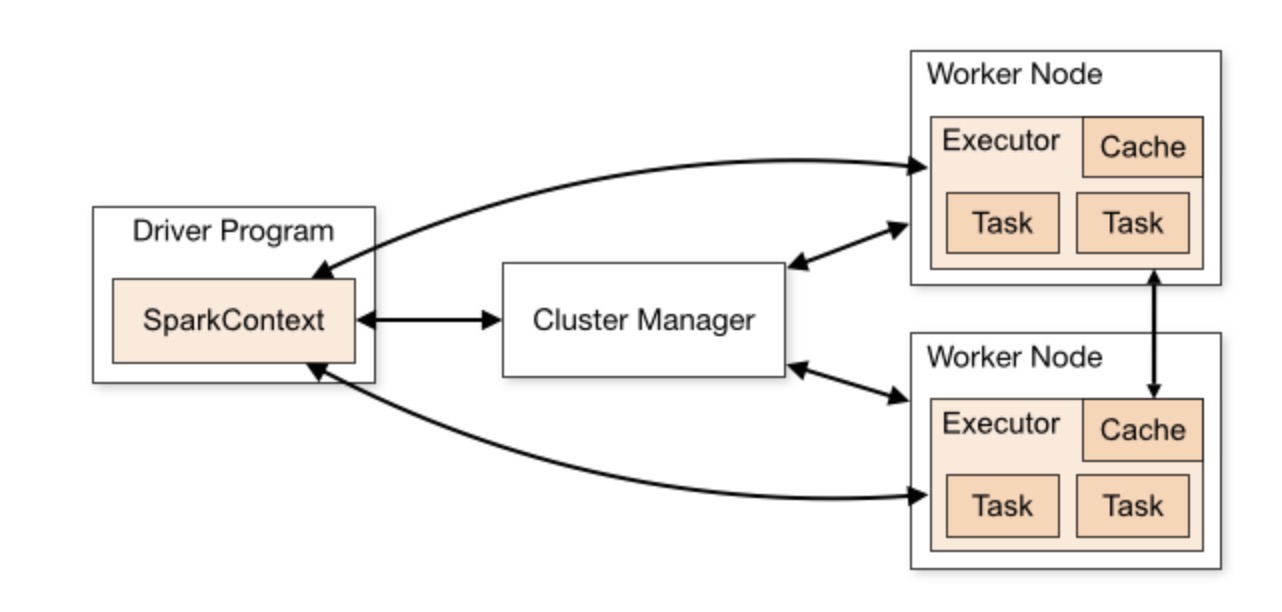 Driver Program
SparkContext
Cluster Manager
Worker Node
Executor
Cache
Task
Task
Worker Node
Executor
Cache
Task
Task